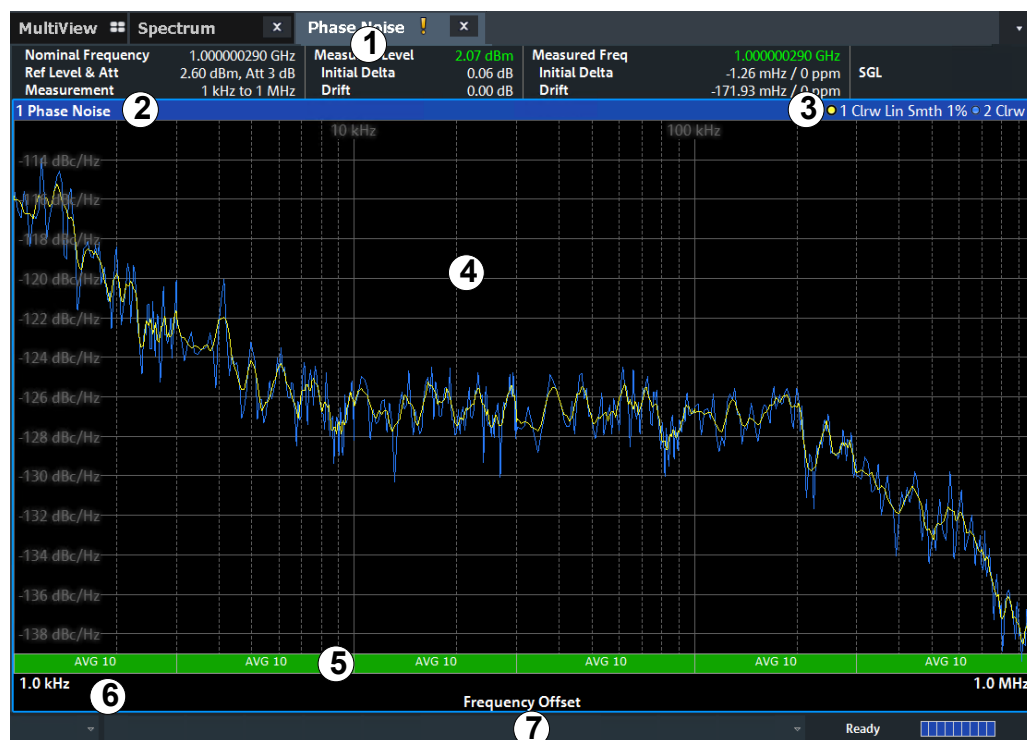 MultiView Spectrum x Phase Noise ! x
1
Nominal Frequency 1.000000290 GHz Measured Level 2.07 dBm Measured Freq 1.000000290 GHz
Ref Level & Att 2.60 dBm, Att 3 dB Initial Delta 0.06 dB Initial Delta -1.26 mHz / 0 ppm SGL
Measurement 1 kHz to 1 MHz Drift 0.00 dB Drift -171.93 mHz / 0 ppm
1 Phase Noise 2 3 1 Clrw Lin Smth 1% 2 Clrw
10 kHz 100 kHz
-114 dBc/Hz
-116 dBc/Hz
-118 dBc/Hz
-120 dBc/Hz
4
-122 dBc/Hz
-124 dBc/Hz
-126 dBc/Hz
-128 dBc/Hz
-130 dBc/Hz
-132 dBc/Hz
-134 dBc/Hz
-136 dBc/Hz
-138 dBc/Hz
AVG 10 AVG 10 5 AVG 10 AVG 10 AVG 10 AVG 10
1.0 kHz 1.0 MHz
6
Frequency Offset
7 Ready